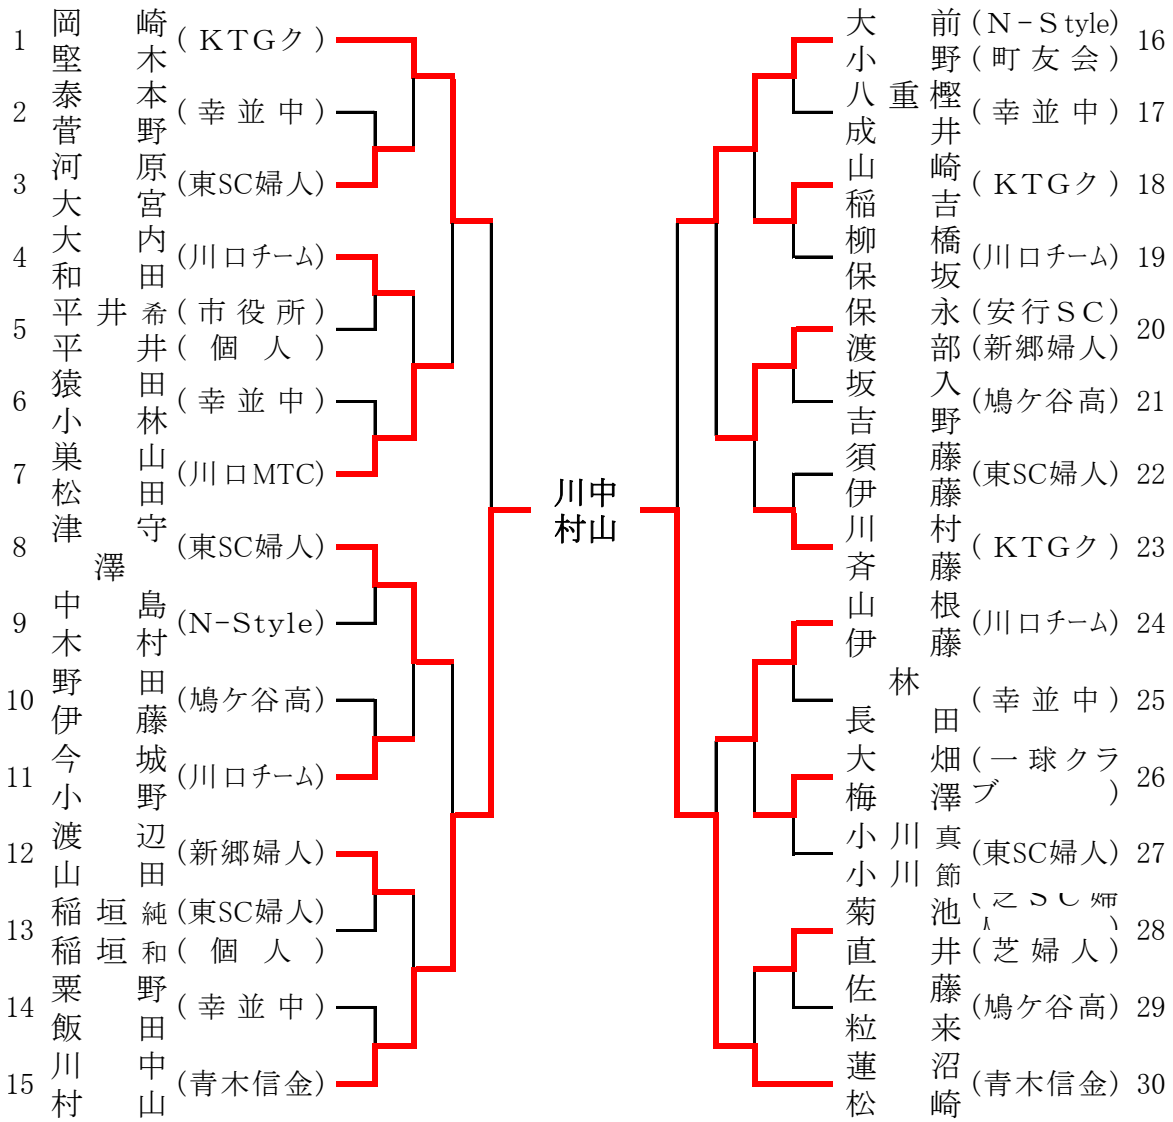 1 岡崎 (KTGク)
堅木
2 泰本 (幸並中)
菅野
3 河原 (東SC婦人)
大宮
4 大内 (川口チーム)
和田
5 平井希 (市役所)
平井 (個人)
6 猿田 (幸並中)
小林
7 巣山 (川口MTC)
松田
8 津守 (東SC婦人)
澤
9 中島 (N-Style)
木村
10 野田 (鳩ケ谷高)
伊藤
11 今城 (川口チーム)
小野
12 渡辺 (新郷婦人)
山田
13 稲垣純 (東SC婦人)
稲垣和 (個人)
14 粟野 (幸並中)
飯田
15 川中 (青木信金)
村山
川中
村山
大前 (N-Style) 16
小野 (町友会)
八重樫 (幸並中) 17
成井
山崎 (KTGク) 18
稲吉
柳橋 (川口チーム) 19
保坂
保永 (安行SC) 20
渡部 (新郷婦人)
坂入 (鳩ケ谷高) 21
吉野
須藤 (東SC婦人) 22
伊藤
川村 (KTGク) 23
斉藤
山根 (川口チーム) 24
伊藤
林 (幸並中) 25
長田
大畑 (一球クラ 26
梅澤 ブ)
小川真 (東SC婦人) 27
小川節
菊池 (芝SC婦人) 28
直井 (芝婦人)
佐藤 (鳩ケ谷高) 29
粒来
蓮沼 (青木信金) 30
松崎